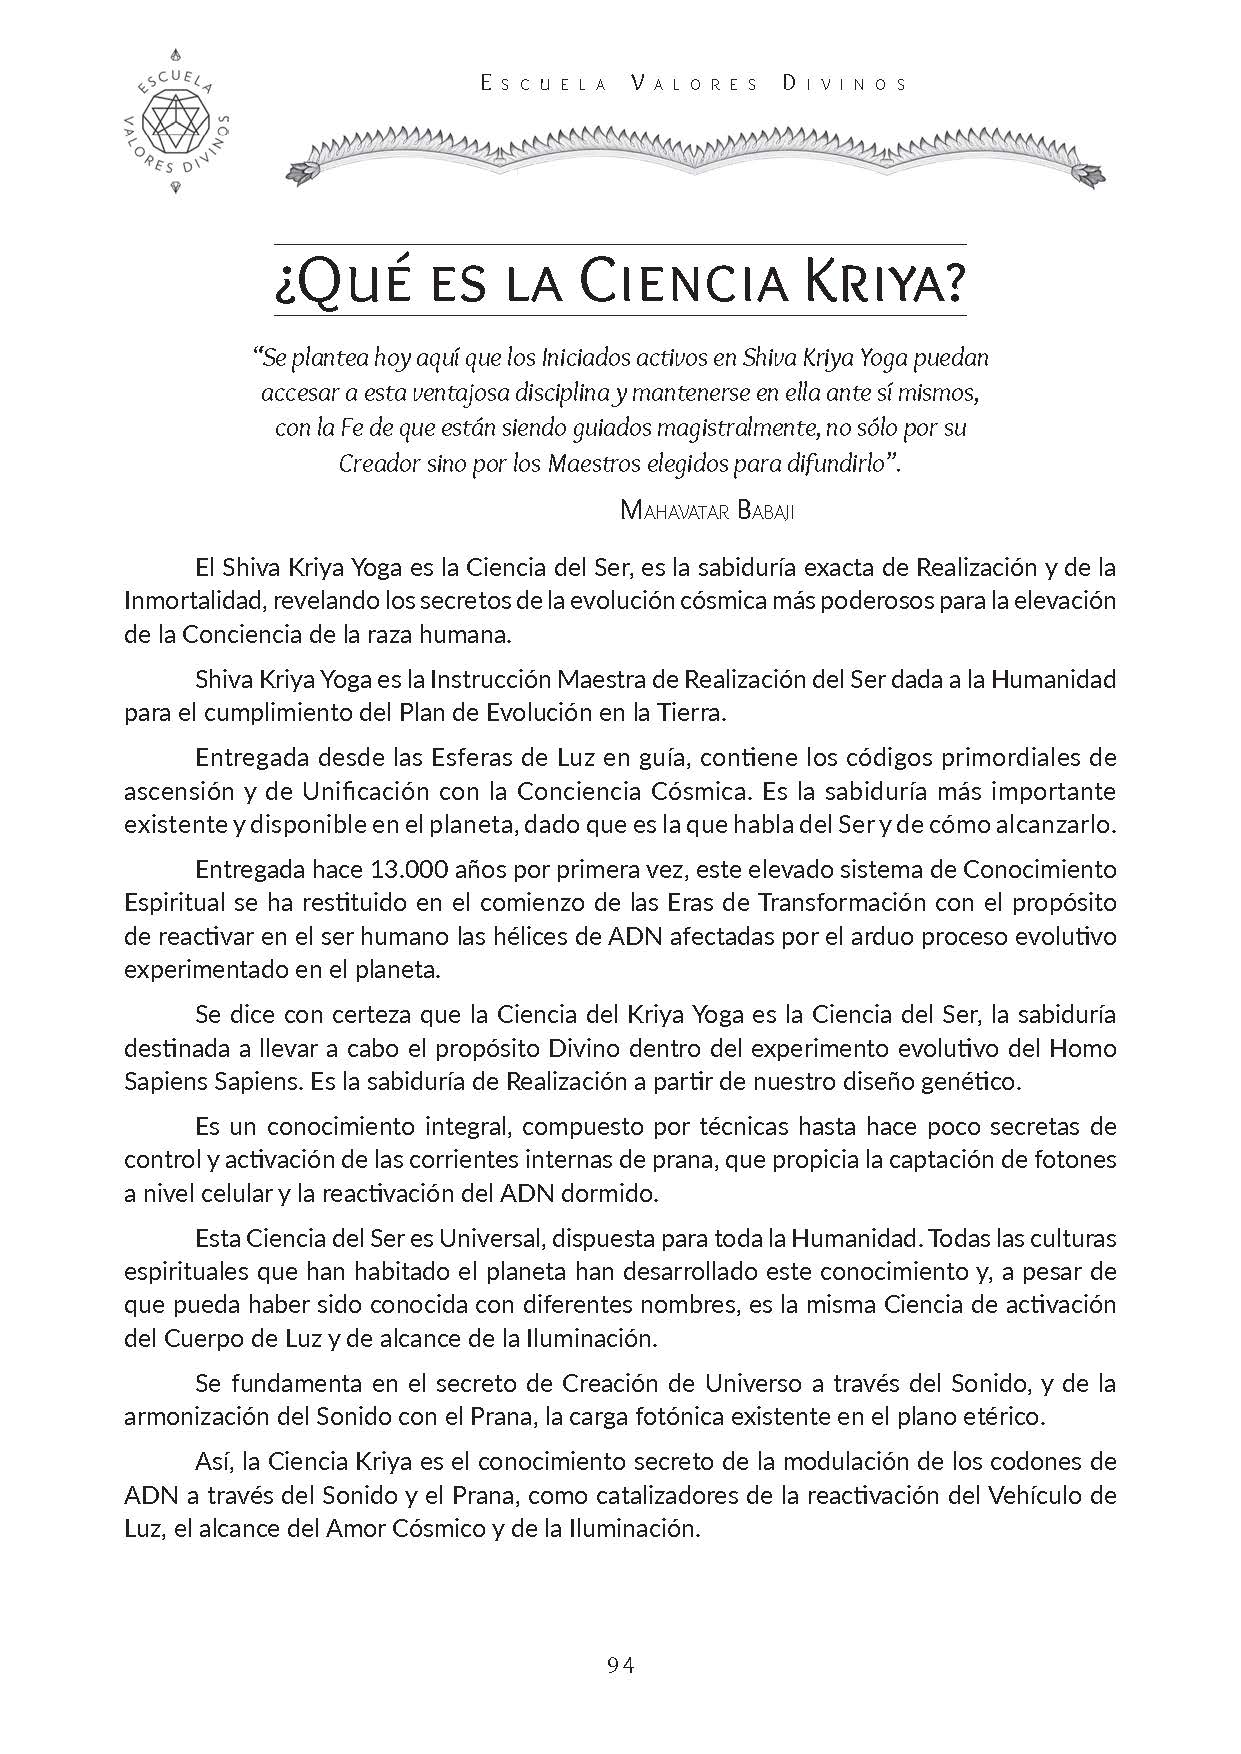 ESCUELA
VALORES DIVINOS
Escuela Valores Divinos
¿Qué es la Ciencia Kriya?
“Se plantea hoy aquí que los Iniciados activos en Shiva Kriya Yoga puedan
accesar a esta ventajosa disciplina y mantenerse en ella ante sí mismos,
con la Fe de que están siendo guiados magistralmente, no sólo por su
Creador sino por los Maestros elegidos para difundirlo”.
Mahavatar Babaji
El Shiva Kriya Yoga es la Ciencia del Ser, es la sabiduría exacta de Realización y de la
Inmortalidad, revelando los secretos de la evolución cósmica más poderosos para la elevación
de la Conciencia de la raza humana.
Shiva Kriya Yoga es la Instrucción Maestra de Realización del Ser dada a la Humanidad
para el cumplimiento del Plan de Evolución en la Tierra.
Entregada desde las Esferas de Luz en guía, contiene los códigos primordiales de
ascensión y de Unificación con la Conciencia Cósmica. Es la sabiduría más importante
existente y disponible en el planeta, dado que es la que habla del Ser y de cómo alcanzarlo.
Entregada hace 13.000 años por primera vez, este elevado sistema de Conocimiento
Espiritual se ha restituido en el comienzo de las Eras de Transformación con el propósito
de reactivar en el ser humano las hélices de ADN afectadas por el arduo proceso evolutivo
experimentado en el planeta.
Se dice con certeza que la Ciencia del Kriya Yoga es la Ciencia del Ser, la sabiduría
destinada a llevar a cabo el propósito Divino dentro del experimento evolutivo del Homo
Sapiens Sapiens. Es la sabiduría de Realización a partir de nuestro diseño genético.
Es un conocimiento integral, compuesto por técnicas hasta hace poco secretas de
control y activación de las corrientes internas de prana, que propicia la captación de fotones
a nivel celular y la reactivación del ADN dormido.
Esta Ciencia del Ser es Universal, dispuesta para toda la Humanidad. Todas las culturas
espirituales que han habitado el planeta han desarrollado este conocimiento y, a pesar de
que pueda haber sido conocida con diferentes nombres, es la misma Ciencia de activación
del Cuerpo de Luz y de alcance de la Iluminación.
Se fundamenta en el secreto de Creación de Universo a través del Sonido, y de la
armonización del Sonido con el Prana, la carga fotónica existente en el plano etérico.
Así, la Ciencia Kriya es el conocimiento secreto de la modulación de los codones de
ADN a través del Sonido y el Prana, como catalizadores de la reactivación del Vehículo de
Luz, el alcance del Amor Cósmico y de la Iluminación.
94